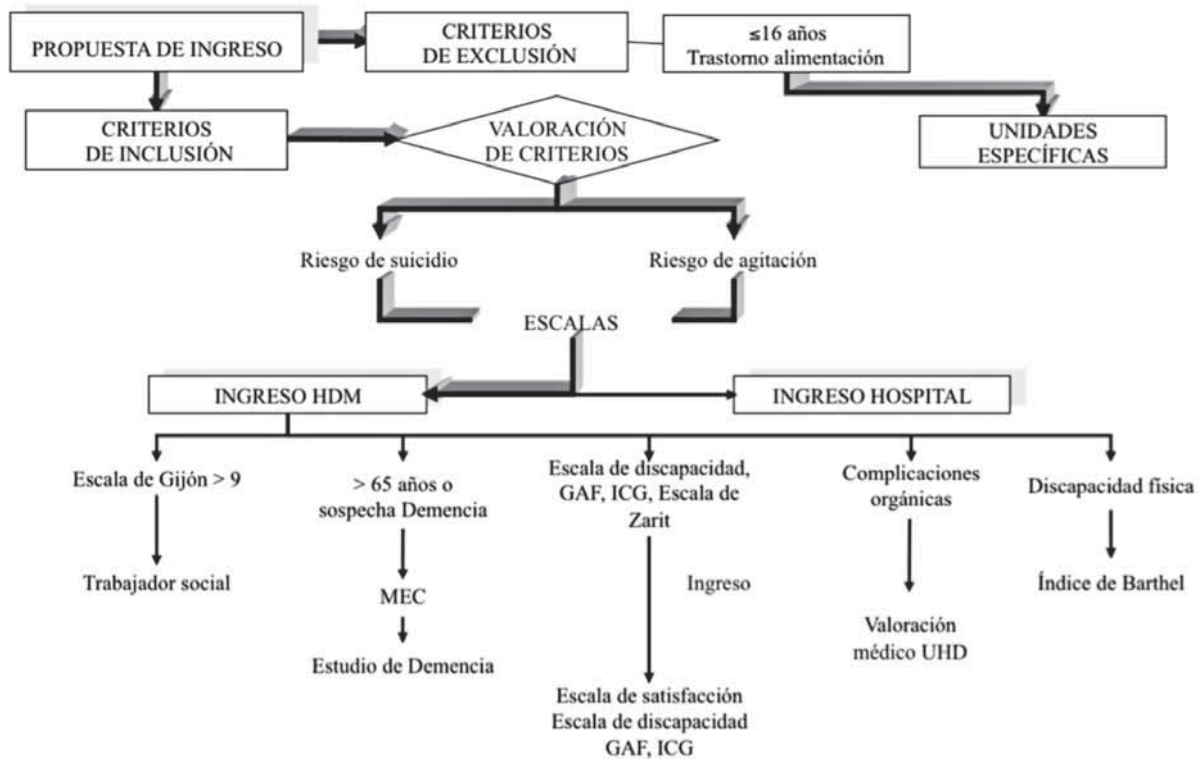 PROPUESTA DE INGRESO
CRITERIOS
DE EXCLUSIÓN
≤16 años
Trastorno alimentación
CRITERIOS
DE INCLUSIÓN
VALORACIÓN
DE CRITERIOS
UNIDADES
ESPECÍFICAS
Riesgo de suicidio
Riesgo de agitación
ESCALAS
INGRESO HDM
INGRESO HOSPITAL
Escala de Gijón > 9
> 65 años o
sospecha Demencia
Escala de discapacidad,
GAF, ICG, Escala de
Zarit
Complicaciones
orgánicas
Discapacidad física
Trabajador social
MEC
Estudio de Demencia
Ingreso
Escala de satisfacción
Escala de discapacidad
GAF, ICG
Valoración
médico UHD
Índice de Barthel